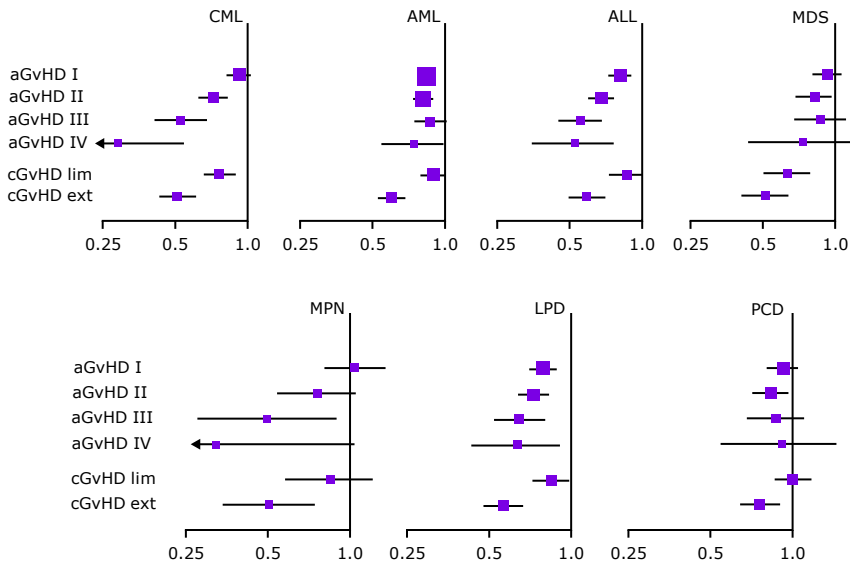 CML AML ALL MDS
aGvHD I
aGvHD II
aGvHD III
aGvHD IV
cGvHD lim
cGvHD ext
0.25 0.5 1.0 0.25 0.5 1.0 0.25 0.5 1.0 0.25 0.5 1.0
MPN LPD PCD
aGvHD I
aGvHD II
aGvHD III
aGvHD IV
cGvHD lim
cGvHD ext
0.25 0.5 1.0 0.25 0.5 1.0 0.25 0.5 1.0